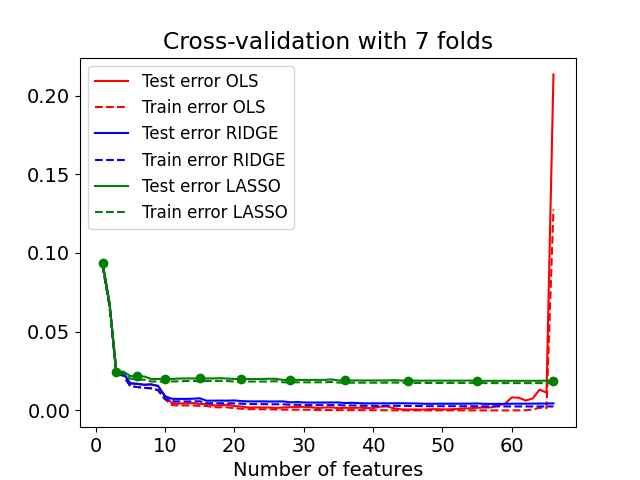 Cross-validation with 7 folds
Test error OLS
Train error OLS
Test error RIDGE
Train error RIDGE
Test error LASSO
Train error LASSO
0.20
0.15
0.10
0.05
0.00
0 10 20 30 40 50 60
Number of features